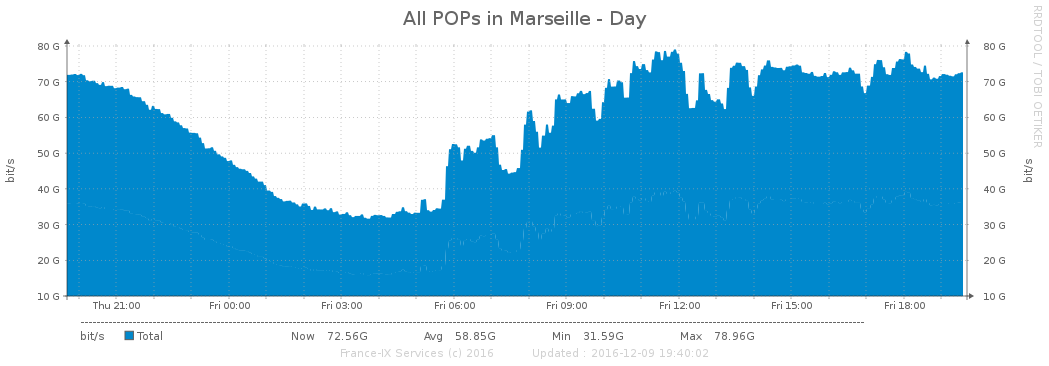 All POPs in Marseille - Day
RRDTOOL / TOBI OETIKER
80 G 80 G
70 G 70 G
60 G 60 G
50 G 50 G
40 G 40 G
30 G 30 G
20 G 20 G
10 G 10 G
bit/s
bit/s
Thu 21:00 Fri 00:00 Fri 03:00 Fri 06:00 Fri 09:00 Fri 12:00 Fri 15:00 Fri 18:00
bit/s Total Now 72.56G Avg 58.85G Min 31.59G Max 78.96G
France-IX Services (c) 2016 Updated : 2016-12-09 19:40:02